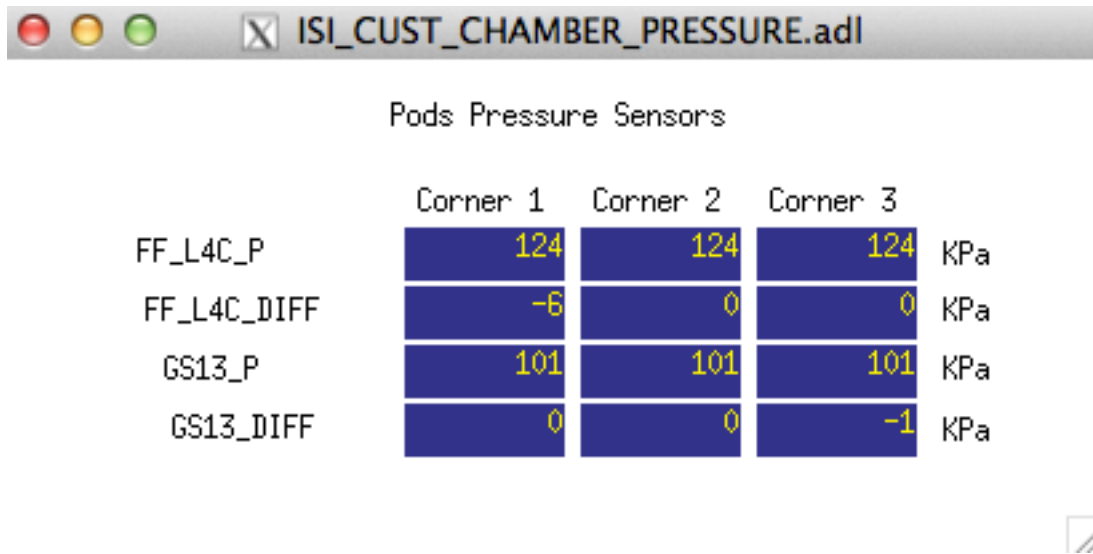 ISI_CUST_CHAMBER_PRESSURE.adl
Pods Pressure Sensors
Corner 1 Corner 2 Corner 3
FF_L4C_P 124 124 124 KPa
FF_L4C_DIFF -6 0 0 KPa
GS13_P 101 101 101 KPa
GS13_DIFF 0 0 -1 KPa